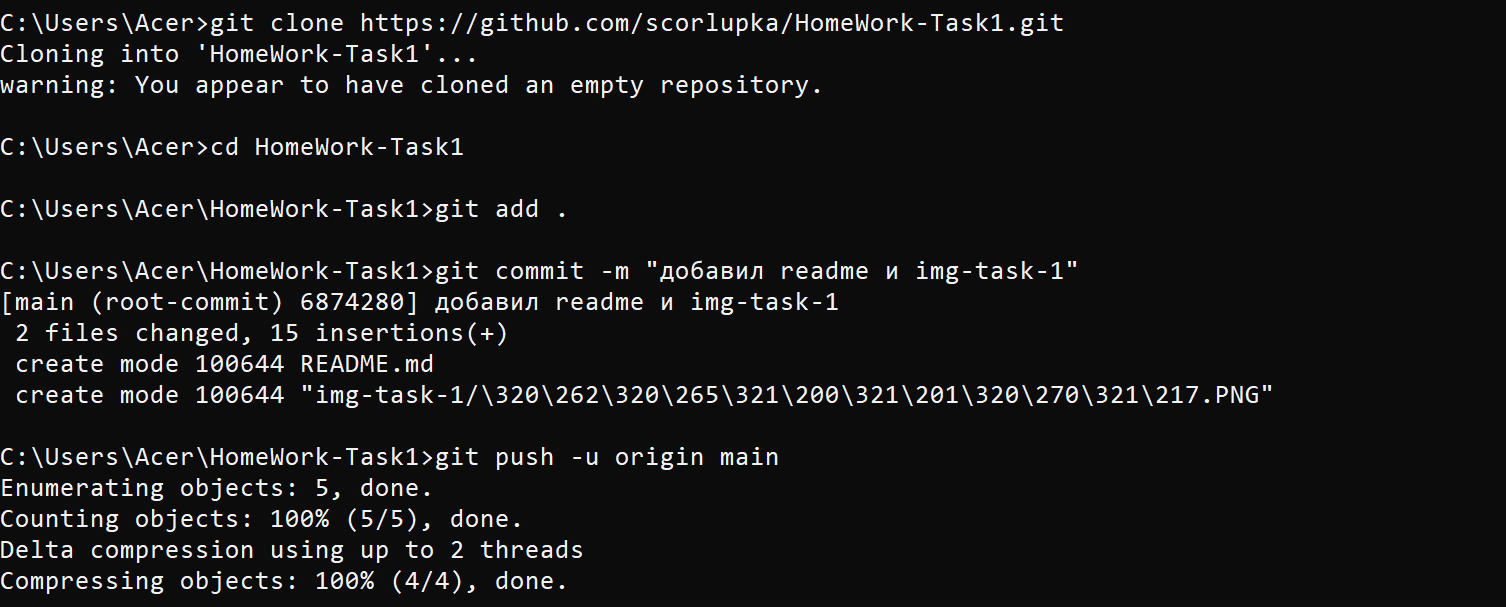 C:\Users\Acer>git clone https://github.com/scorlupka/HomeWork-Task1.git
Cloning into 'HomeWork-Task1'...
warning: You appear to have cloned an empty repository.
C:\Users\Acer>cd HomeWork-Task1
C:\Users\Acer\HomeWork-Task1>git add .
C:\Users\Acer\HomeWork-Task1>git commit -m "добавил readme и img-task-1"
[main (root-commit) 6874280] добавил readme и img-task-1
 2 files changed, 15 insertions(+)
 create mode 100644 README.md
 create mode 100644 "img-task-1/\320\262\320\265\321\200\321\201\320\270\321\217.PNG"
C:\Users\Acer\HomeWork-Task1>git push -u origin main
Enumerating objects: 5, done.
Counting objects: 100% (5/5), done.
Delta compression using up to 2 threads
Compressing objects: 100% (4/4), done.